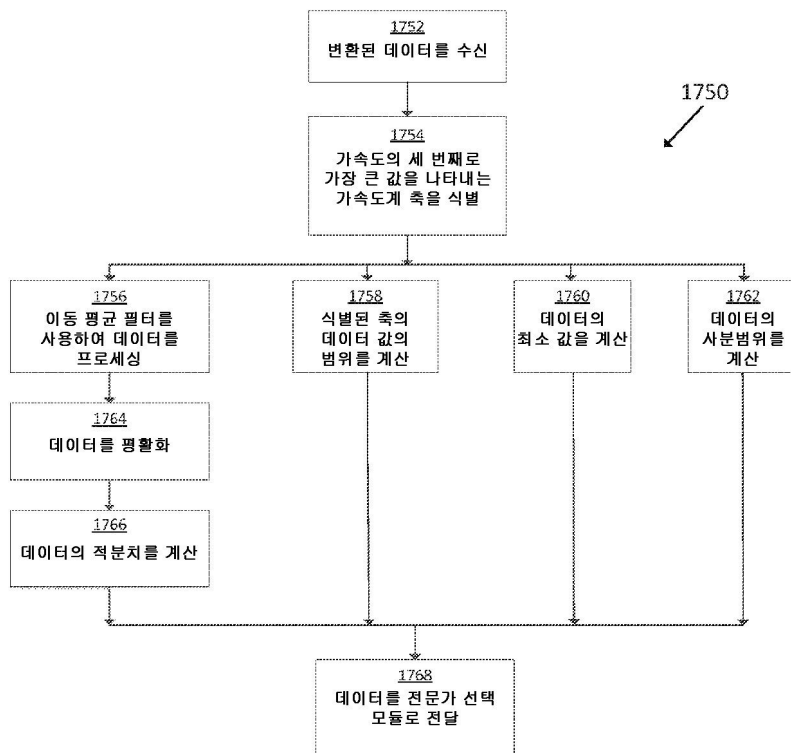 1752
변환된 데이터를 수신
1750
1754
가속도의 세 번째로
가장 큰 값을 나타내는
가속도계 축을 식별
1756
이동 평균 필터를
사용하여 데이터를
프로세싱
1758
식별된 축의
데이터 값의
범위를 계산
1760
데이터의
최소 값을 계산
1762
데이터의
사분범위를
계산
1764
데이터를 평활화
1766
데이터의 적분치를 계산
1768
데이터를 전문가 선택
모듈로 전달